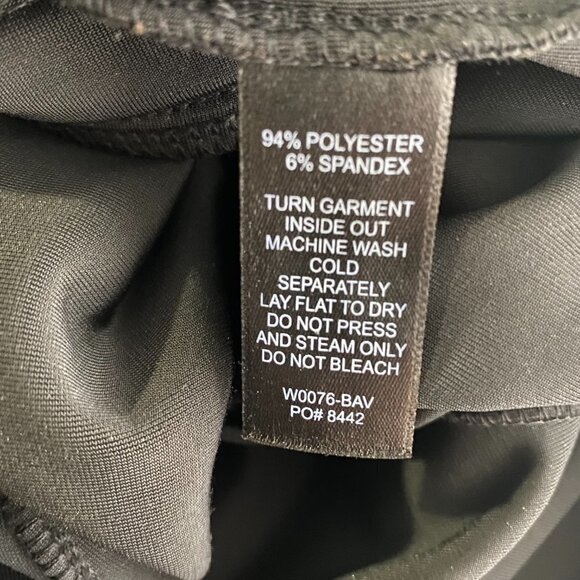 94% POLYESTER
6% SPANDEX
TURN GARMENT
INSIDE OUT
MACHINE WASH
COLD
SEPARATELY
LAY FLAT TO DRY
DO NOT PRESS
AND STEAM ONLY
DO NOT BLEACH
W0076-BAV
PO# 8442